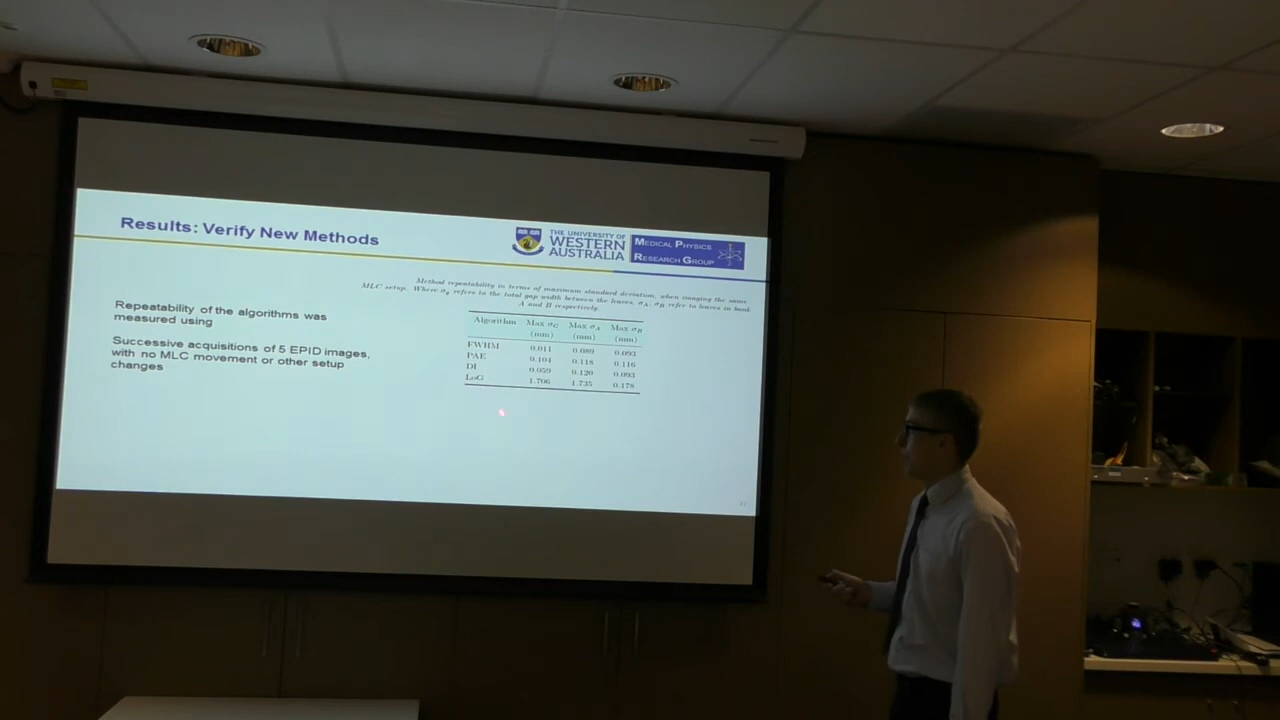 Results: Verify New Methods
THE UNIVERSITY OF
WESTERN
AUSTRALIA
MEDICAL PHYSICS
RESEARCH GROUP
Method repeatability in terms of maximum standard deviation, when imaging the same
MLC setup. Where σg refers to the total gap width between the leaves, σA, σB refer to leaves in bank
A and B respectively.
Repeatability of the algorithms was
measured using
Successive acquisitions of 5 EPID images,
with no MLC movement or other setup
changes
Algorithm Max σG Max σA Max σB
(mm) (mm) (mm)
FWHM 0.011 0.089 0.093
PAE 0.104 0.118 0.116
DI 0.059 0.120 0.093
LoG 1.706 1.735 0.178